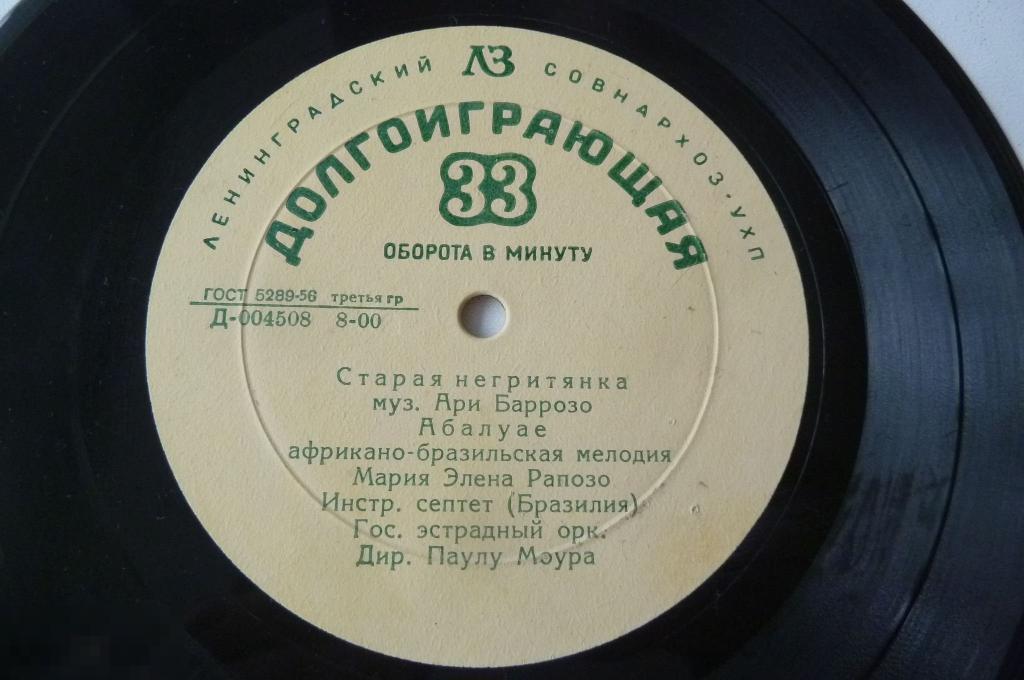 ЛЕНИНГРАДСКИЙ ЛЗ СОВНАРХОЗ-УХП
ДОЛГОИГРАЮЩАЯ
33
ОБОРОТА В МИНУТУ
ГОСТ 5289-56 третья гр
Д-004508 8-00
Старая негритянка
муз. Ари Баррозо
Абалуае
африкано-бразильская мелодия
Мария Элена Рапозо
Инстр. септет (Бразилия)
Гос. эстрадный орк.
Дир. Паулу Моура